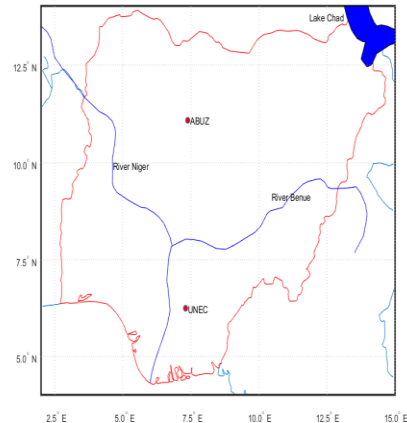 Lake Chad
12.5° N
ABUZ
10.0° N
River Niger
River Benue
7.5° N
UNEC
5.0° N
2.5° E 5.0° E 7.5° E 10.0° E 12.5° E 15.0° E